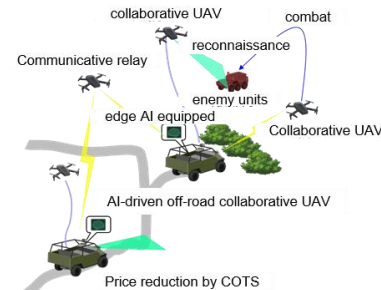 collaborative UAV
combat
reconnaissance
Communicative relay
enemy units
edge AI equipped
Collaborative UAV
AI-driven off-road collaborative UAV
Price reduction by COTS